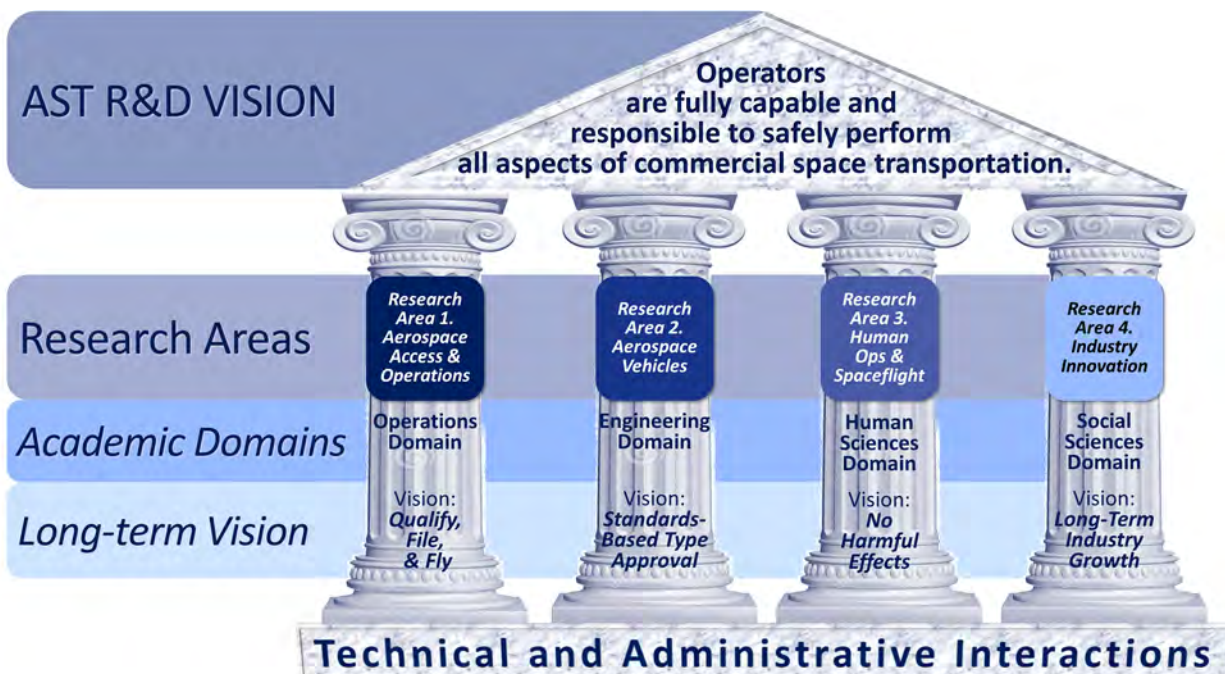 AST R&D VISION
Operators
are fully capable and
responsible to safely perform
all aspects of commercial space transportation.
Research Areas
Research
Area 1.
Aerospace
Access &
Operations
Research
Area 2.
Aerospace
Vehicles
Research
Area 3.
Human
Ops &
Spaceflight
Research
Area 4.
Industry
Innovation
Academic Domains
Operations
Domain
Engineering
Domain
Human
Sciences
Domain
Social
Sciences
Domain
Long-term Vision
Vision:
Qualify,
File,
& Fly
Vision:
Standards-
Based Type
Approval
Vision:
No
Harmful
Effects
Vision:
Long-Term
Industry
Growth
Technical and Administrative Interactions